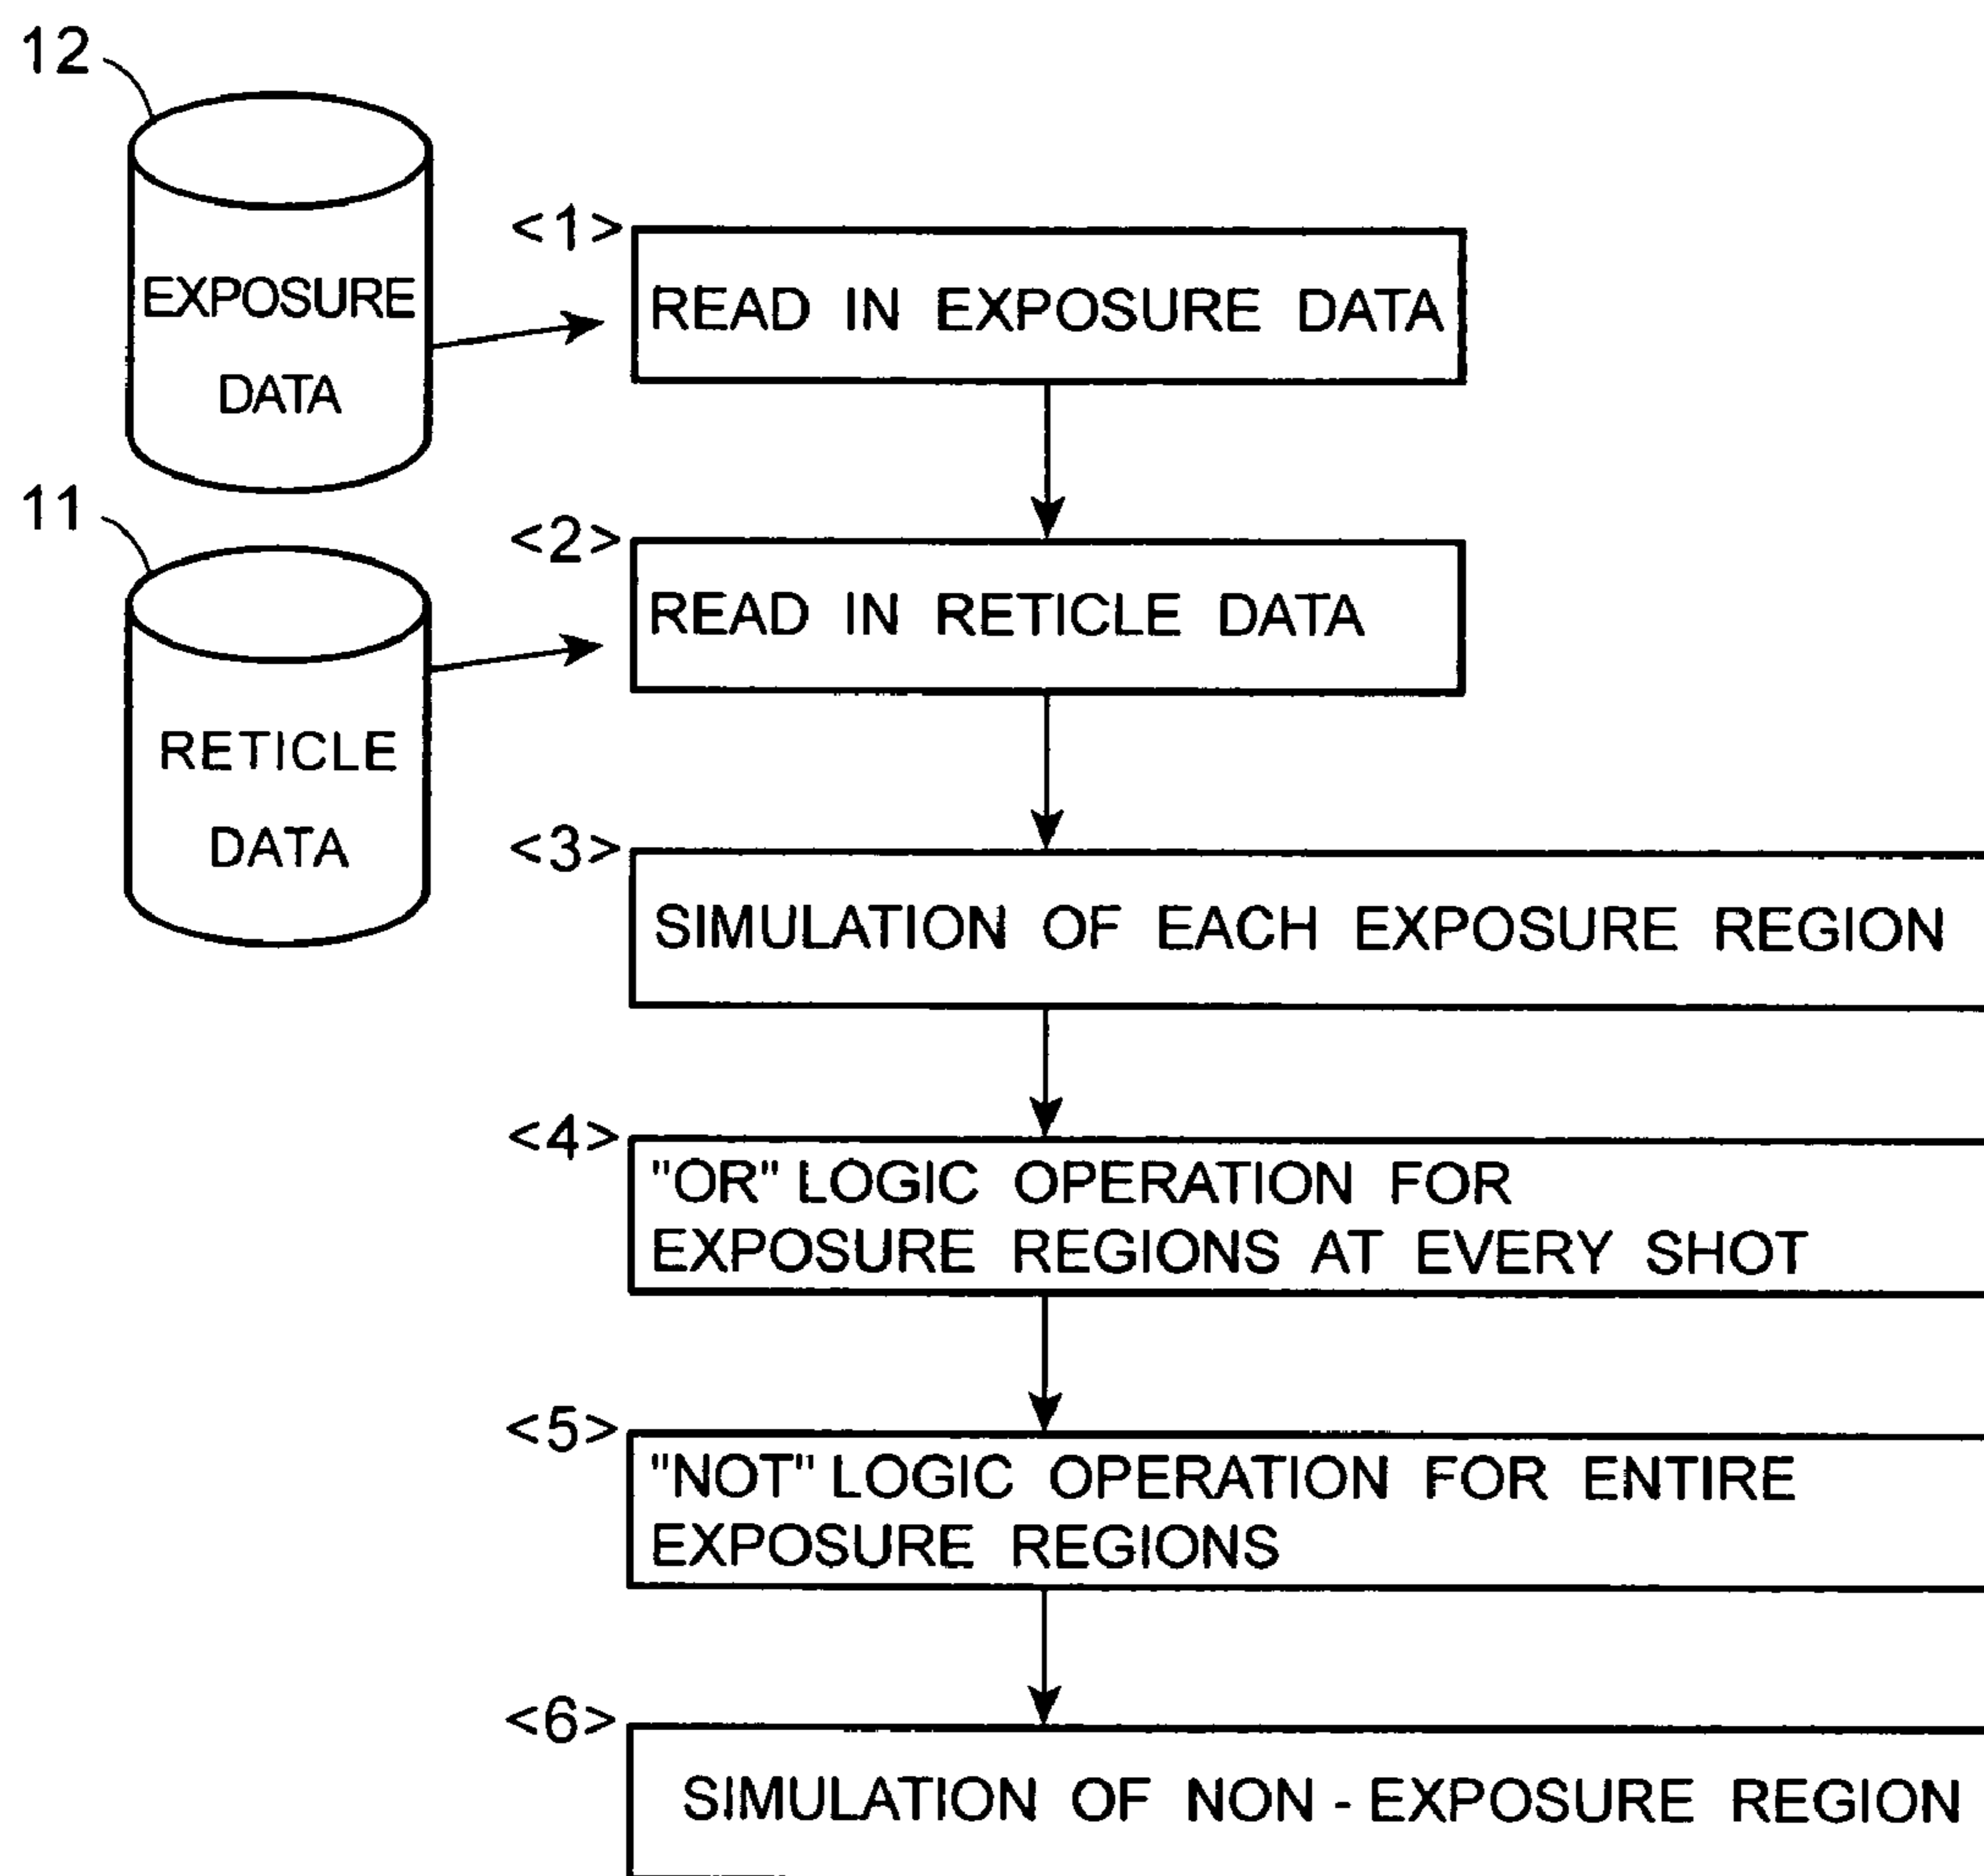 12
EXPOSURE
DATA
<1>
READ IN EXPOSURE DATA
11
RETICLE
DATA
<2>
READ IN RETICLE DATA
<3>
SIMULATION OF EACH EXPOSURE REGION
<4>
"OR" LOGIC OPERATION FOR
EXPOSURE REGIONS AT EVERY SHOT
<5>
"NOT" LOGIC OPERATION FOR ENTIRE
EXPOSURE REGIONS
<6>
SIMULATION OF NON - EXPOSURE REGION